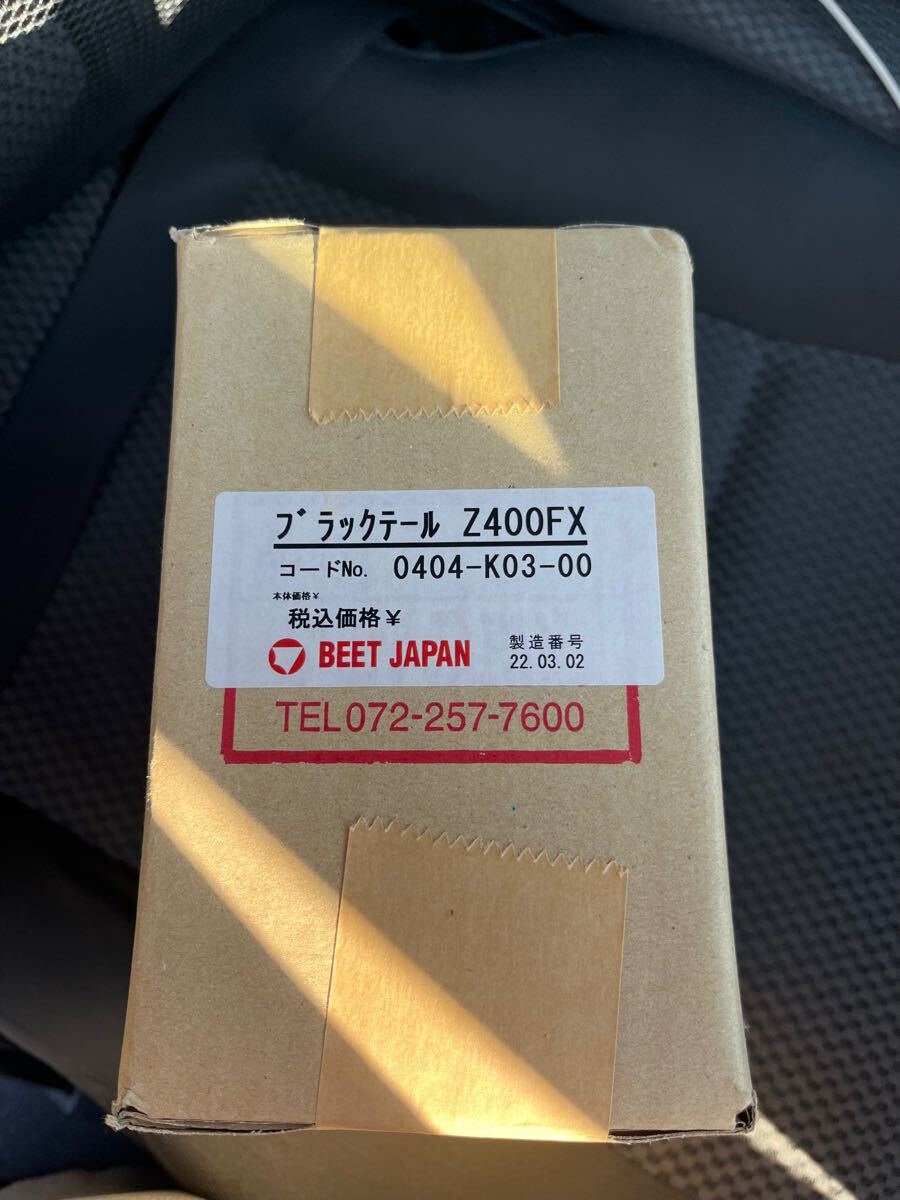 ブラックテール Z400FX
コードNo. 0404-K03-00
本体価格¥
税込価格¥
BEET JAPAN
製造番号
22.03.02
TEL072-257-7600